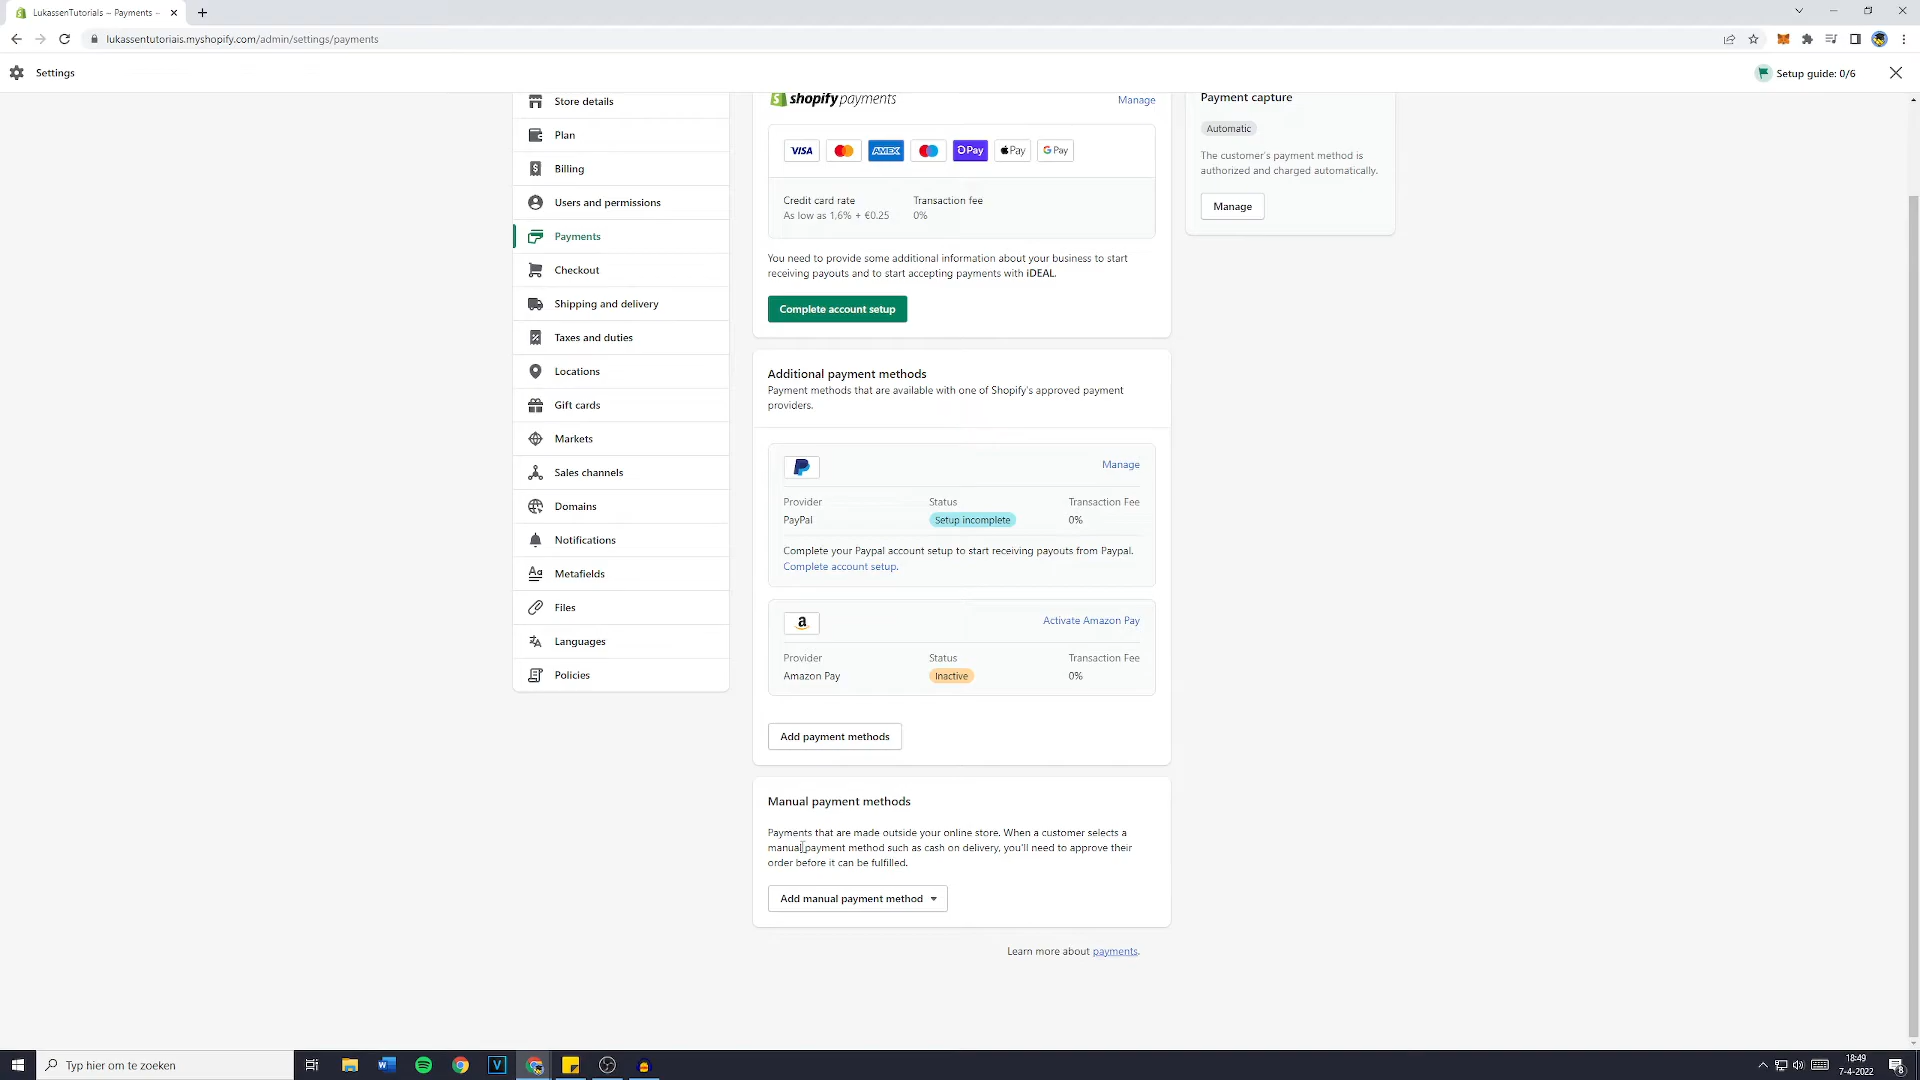 LukassenTutorials – Payments –
lukassentutorials.myshopify.com/admin/settings/payments
Settings
Setup guide: 0/6
Store details
Plan
Billing
Users and permissions
Payments
Checkout
Shipping and delivery
Taxes and duties
Locations
Gift cards
Markets
Sales channels
Domains
Notifications
Metafields
Files
Languages
Policies
shopify payments
Manage
VISA
AMEX
Pay
Pay
G Pay
Credit card rate
Transaction fee
As low as 1,6% + €0.25
0%
You need to provide some additional information about your business to start
receiving payouts and to start accepting payments with iDEAL.
Complete account setup
Additional payment methods
Payment methods that are available with one of Shopify's approved payment
providers.
Manage
Provider
Status
Transaction Fee
PayPal
Setup incomplete
0%
Complete your Paypal account setup to start receiving payouts from Paypal.
Complete account setup.
a
Activate Amazon Pay
Provider
Status
Transaction Fee
Amazon Pay
Inactive
0%
Add payment methods
Manual payment methods
Payments that are made outside your online store. When a customer selects a
manual payment method such as cash on delivery, you'll need to approve their
order before it can be fulfilled.
Add manual payment method
Learn more about payments.
Payment capture
Automatic
The customer's payment method is
authorized and charged automatically.
Manage
Typ hier om te zoeken
18:49
7-4-2022
8